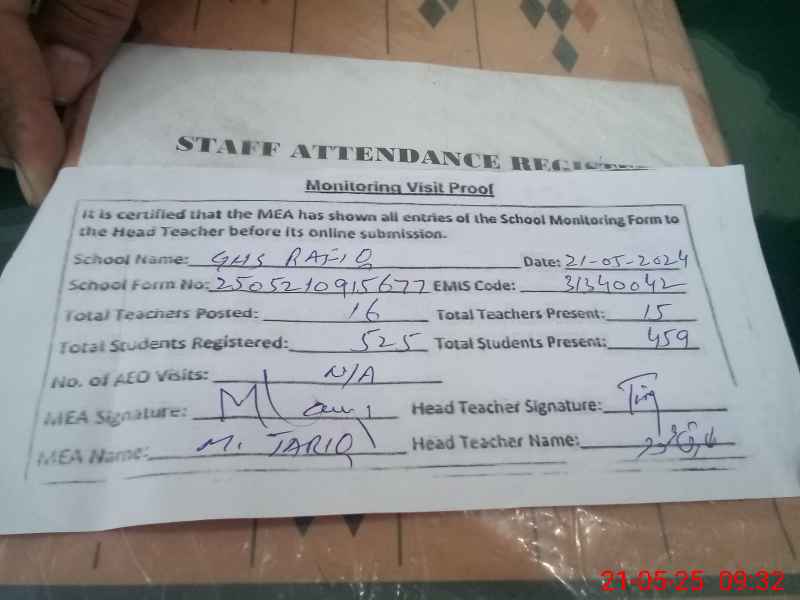 STAFF ATTENDANCE REGISTE
Monitoring Visit Proof
It is certified that the MEA has shown all entries of the School Monitoring Form to
the Head Teacher before its online submission.
School Name: GHS RAFIQ Date: 21-05-2024
School Form No: 2505210915677 EMIS Code: 31340042
Total Teachers Posted: 16 Total Teachers Present: 15
Total Students Registered: 525 Total Students Present: 459
No. of AEO Visits: N/A
MEA Signature: Head Teacher Signature:
MEA Name: M. TARIQ Head Teacher Name:
21-05-25 09:32